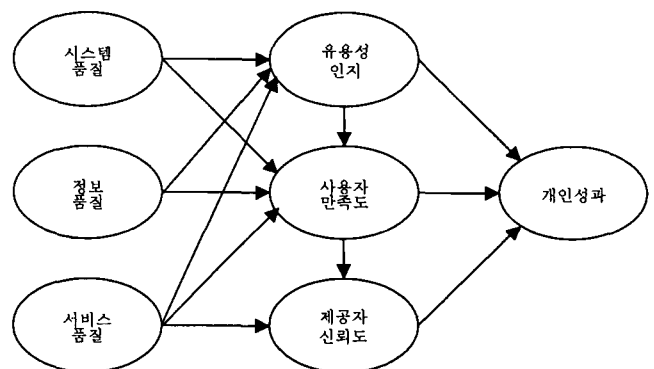 시스템
품질
유용성
인지
정보
품질
사용자
만족도
개인성과
서비스
품질
제공자
신뢰도